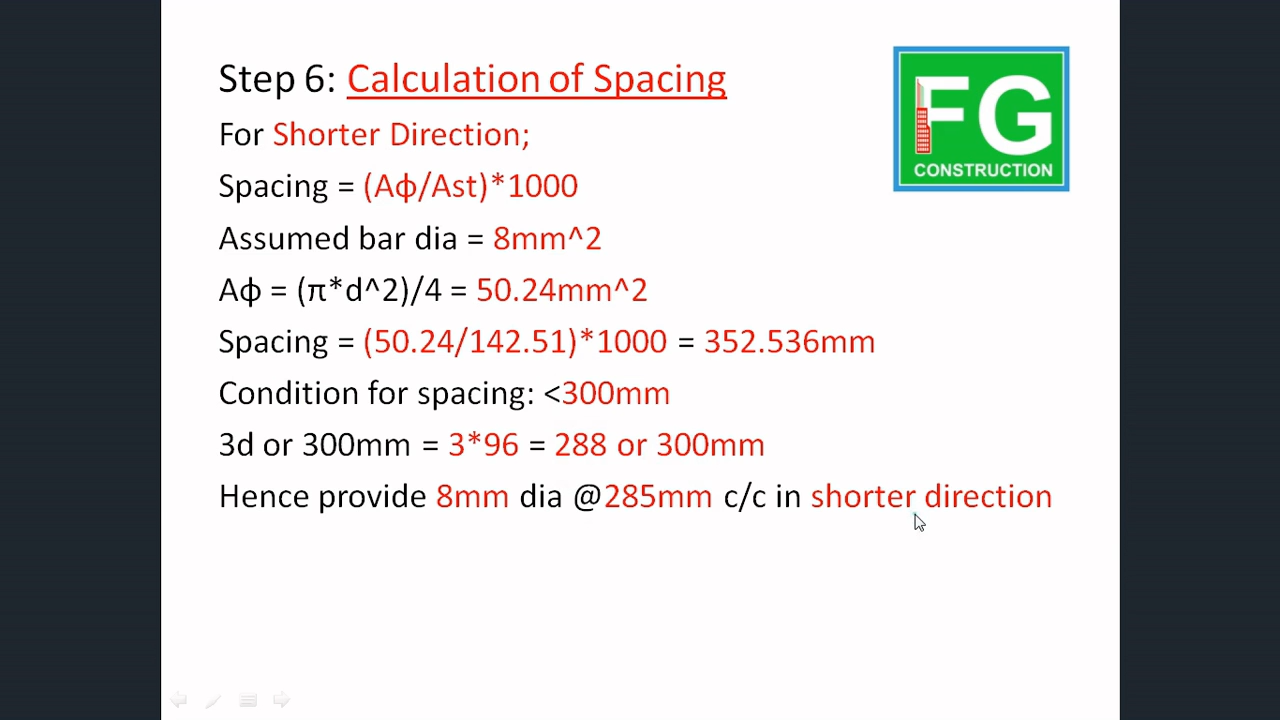 Step 6: Calculation of Spacing
For Shorter Direction;
Spacing = (Aϕ/Ast)*1000
Assumed bar dia = 8mm^2
Aϕ = (π*d^2)/4 = 50.24mm^2
Spacing = (50.24/142.51)*1000 = 352.536mm
Condition for spacing: <300mm
3d or 300mm = 3*96 = 288 or 300mm
Hence provide 8mm dia @285mm c/c in shorter direction
FG
CONSTRUCTION